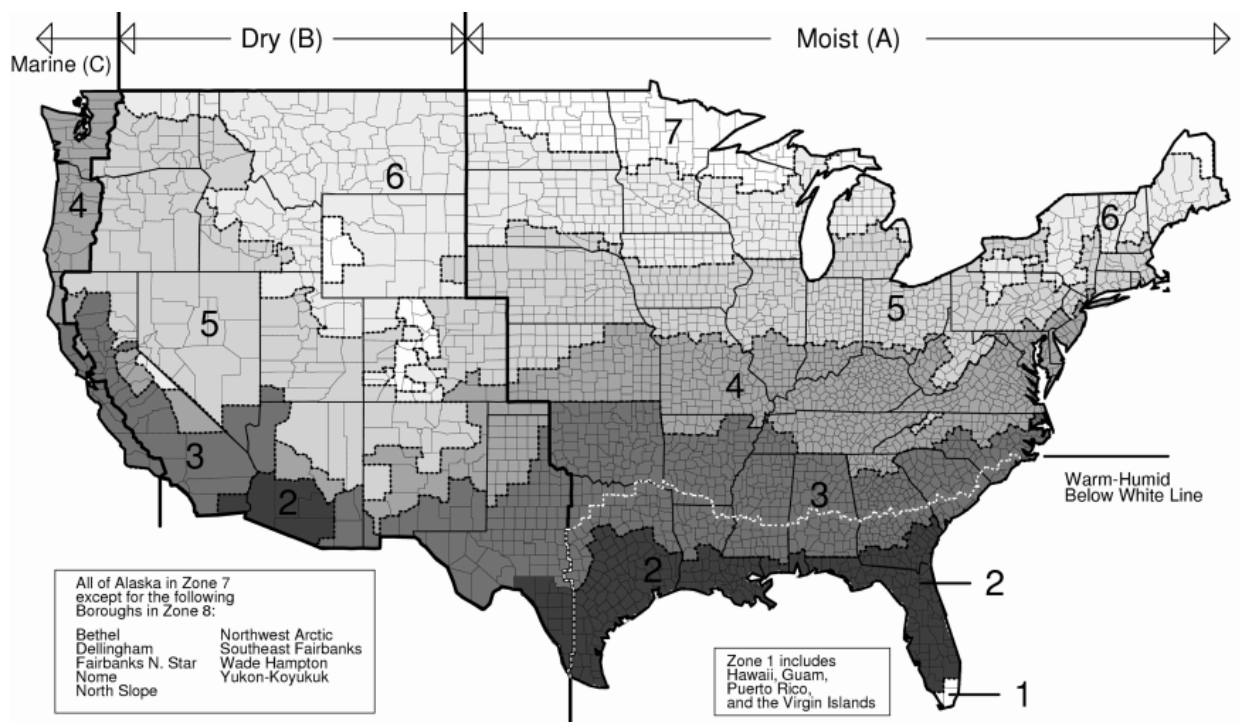 Marine (C)
Dry (B)
Moist (A)
7
6
4
6
5
5
4
3
3
2
2
2
1
Warm-Humid
Below White Line
All of Alaska in Zone 7
except for the following
Boroughs in Zone 8:
Bethel
Dellingham
Fairbanks N. Star
Nome
North Slope
Northwest Arctic
Southeast Fairbanks
Wade Hampton
Yukon-Koyukuk
Zone 1 includes
Hawaii, Guam,
Puerto Rico,
and the Virgin Islands